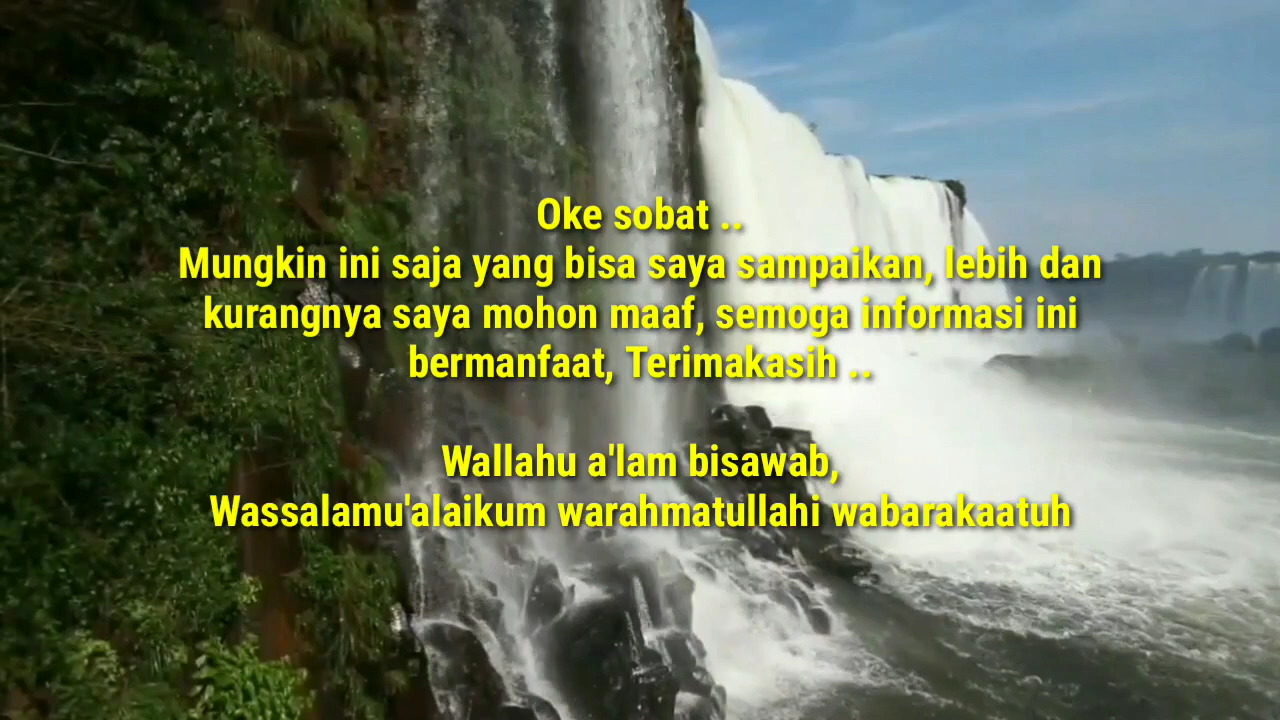 Oke sobat ..
Mungkin ini saja yang bisa saya sampaikan, lebih dan
kurangnya saya mohon maaf, semoga informasi ini
bermanfaat, Terimakasih ..
Wallahu a'lam bisawab,
Wassalamu'alaikum warahmatullahi wabarakaatuh